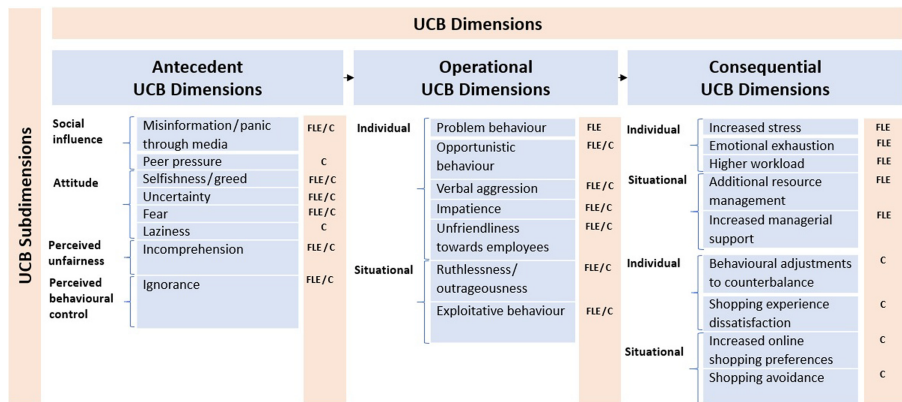 UCB Dimensions
UCB Subdimensions
Antecedent
UCB Dimensions
Operational
UCB Dimensions
Consequential
UCB Dimensions
Social
influence
Misinformation/panic
through media
FLE/C
Peer pressure
C
Attitude
Selfishness/greed
FLE/C
Uncertainty
FLE/C
Fear
FLE/C
Laziness
C
Perceived
unfairness
Incomprehension
FLE/C
Perceived
behavioural
control
Ignorance
FLE/C
Individual
Problem behaviour
FLE
Opportunistic
behaviour
FLE/C
Verbal aggression
FLE/C
Impatience
FLE/C
Unfriendliness
towards employees
FLE/C
Situational
Ruthlessness/
outrageousness
FLE/C
Exploitative behaviour
FLE/C
Individual
Increased stress
FLE
Emotional exhaustion
FLE
Higher workload
FLE
Situational
Additional resource
management
FLE
Increased managerial
support
FLE
Individual
Behavioural adjustments
to counterbalance
C
Shopping experience
dissatisfaction
C
Situational
Increased online
shopping preferences
C
Shopping avoidance
C